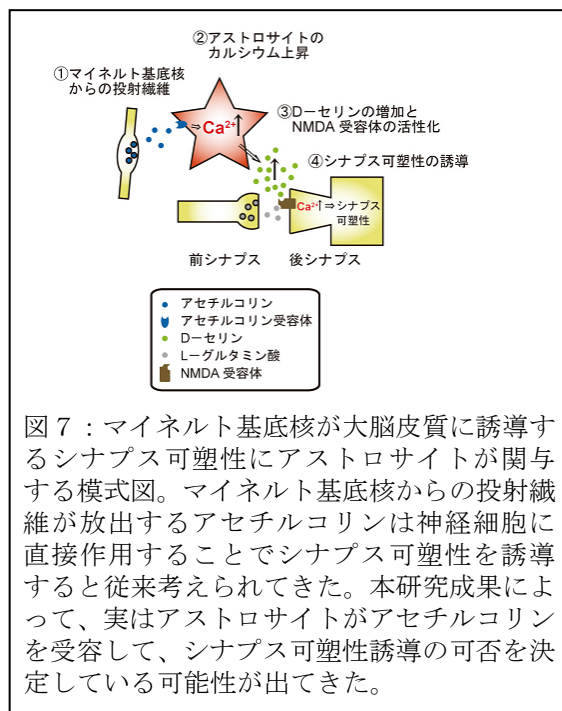 ②アストロサイトの
カルシウム上昇
①マイネルト基底核
からの投射繊維
⇒Ca²⁺↑
③D−セリンの増加と
NMDA 受容体の活性化
④シナプス可塑性の誘導
Ca²⁺↑⇒シナプス
可塑性
前シナプス 後シナプス
アセチルコリン
アセチルコリン受容体
D−セリン
L−グルタミン酸
NMDA 受容体
図7：マイネルト基底核が大脳皮質に誘導す
るシナプス可塑性にアストロサイトが関与
する模式図。マイネルト基底核からの投射繊
維が放出するアセチルコリンは神経細胞に
直接作用することでシナプス可塑性を誘導
すると従来考えられてきた。本研究成果によ
って、実はアストロサイトがアセチルコリン
を受容して、シナプス可塑性誘導の可否を決
定している可能性が出てきた。